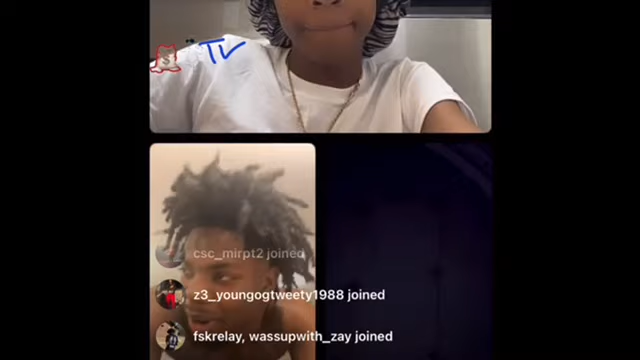 TV
csc_mirpt2 joined
z3_youngogtweety1988 joined
fskrelay, wassupwith_zay joined